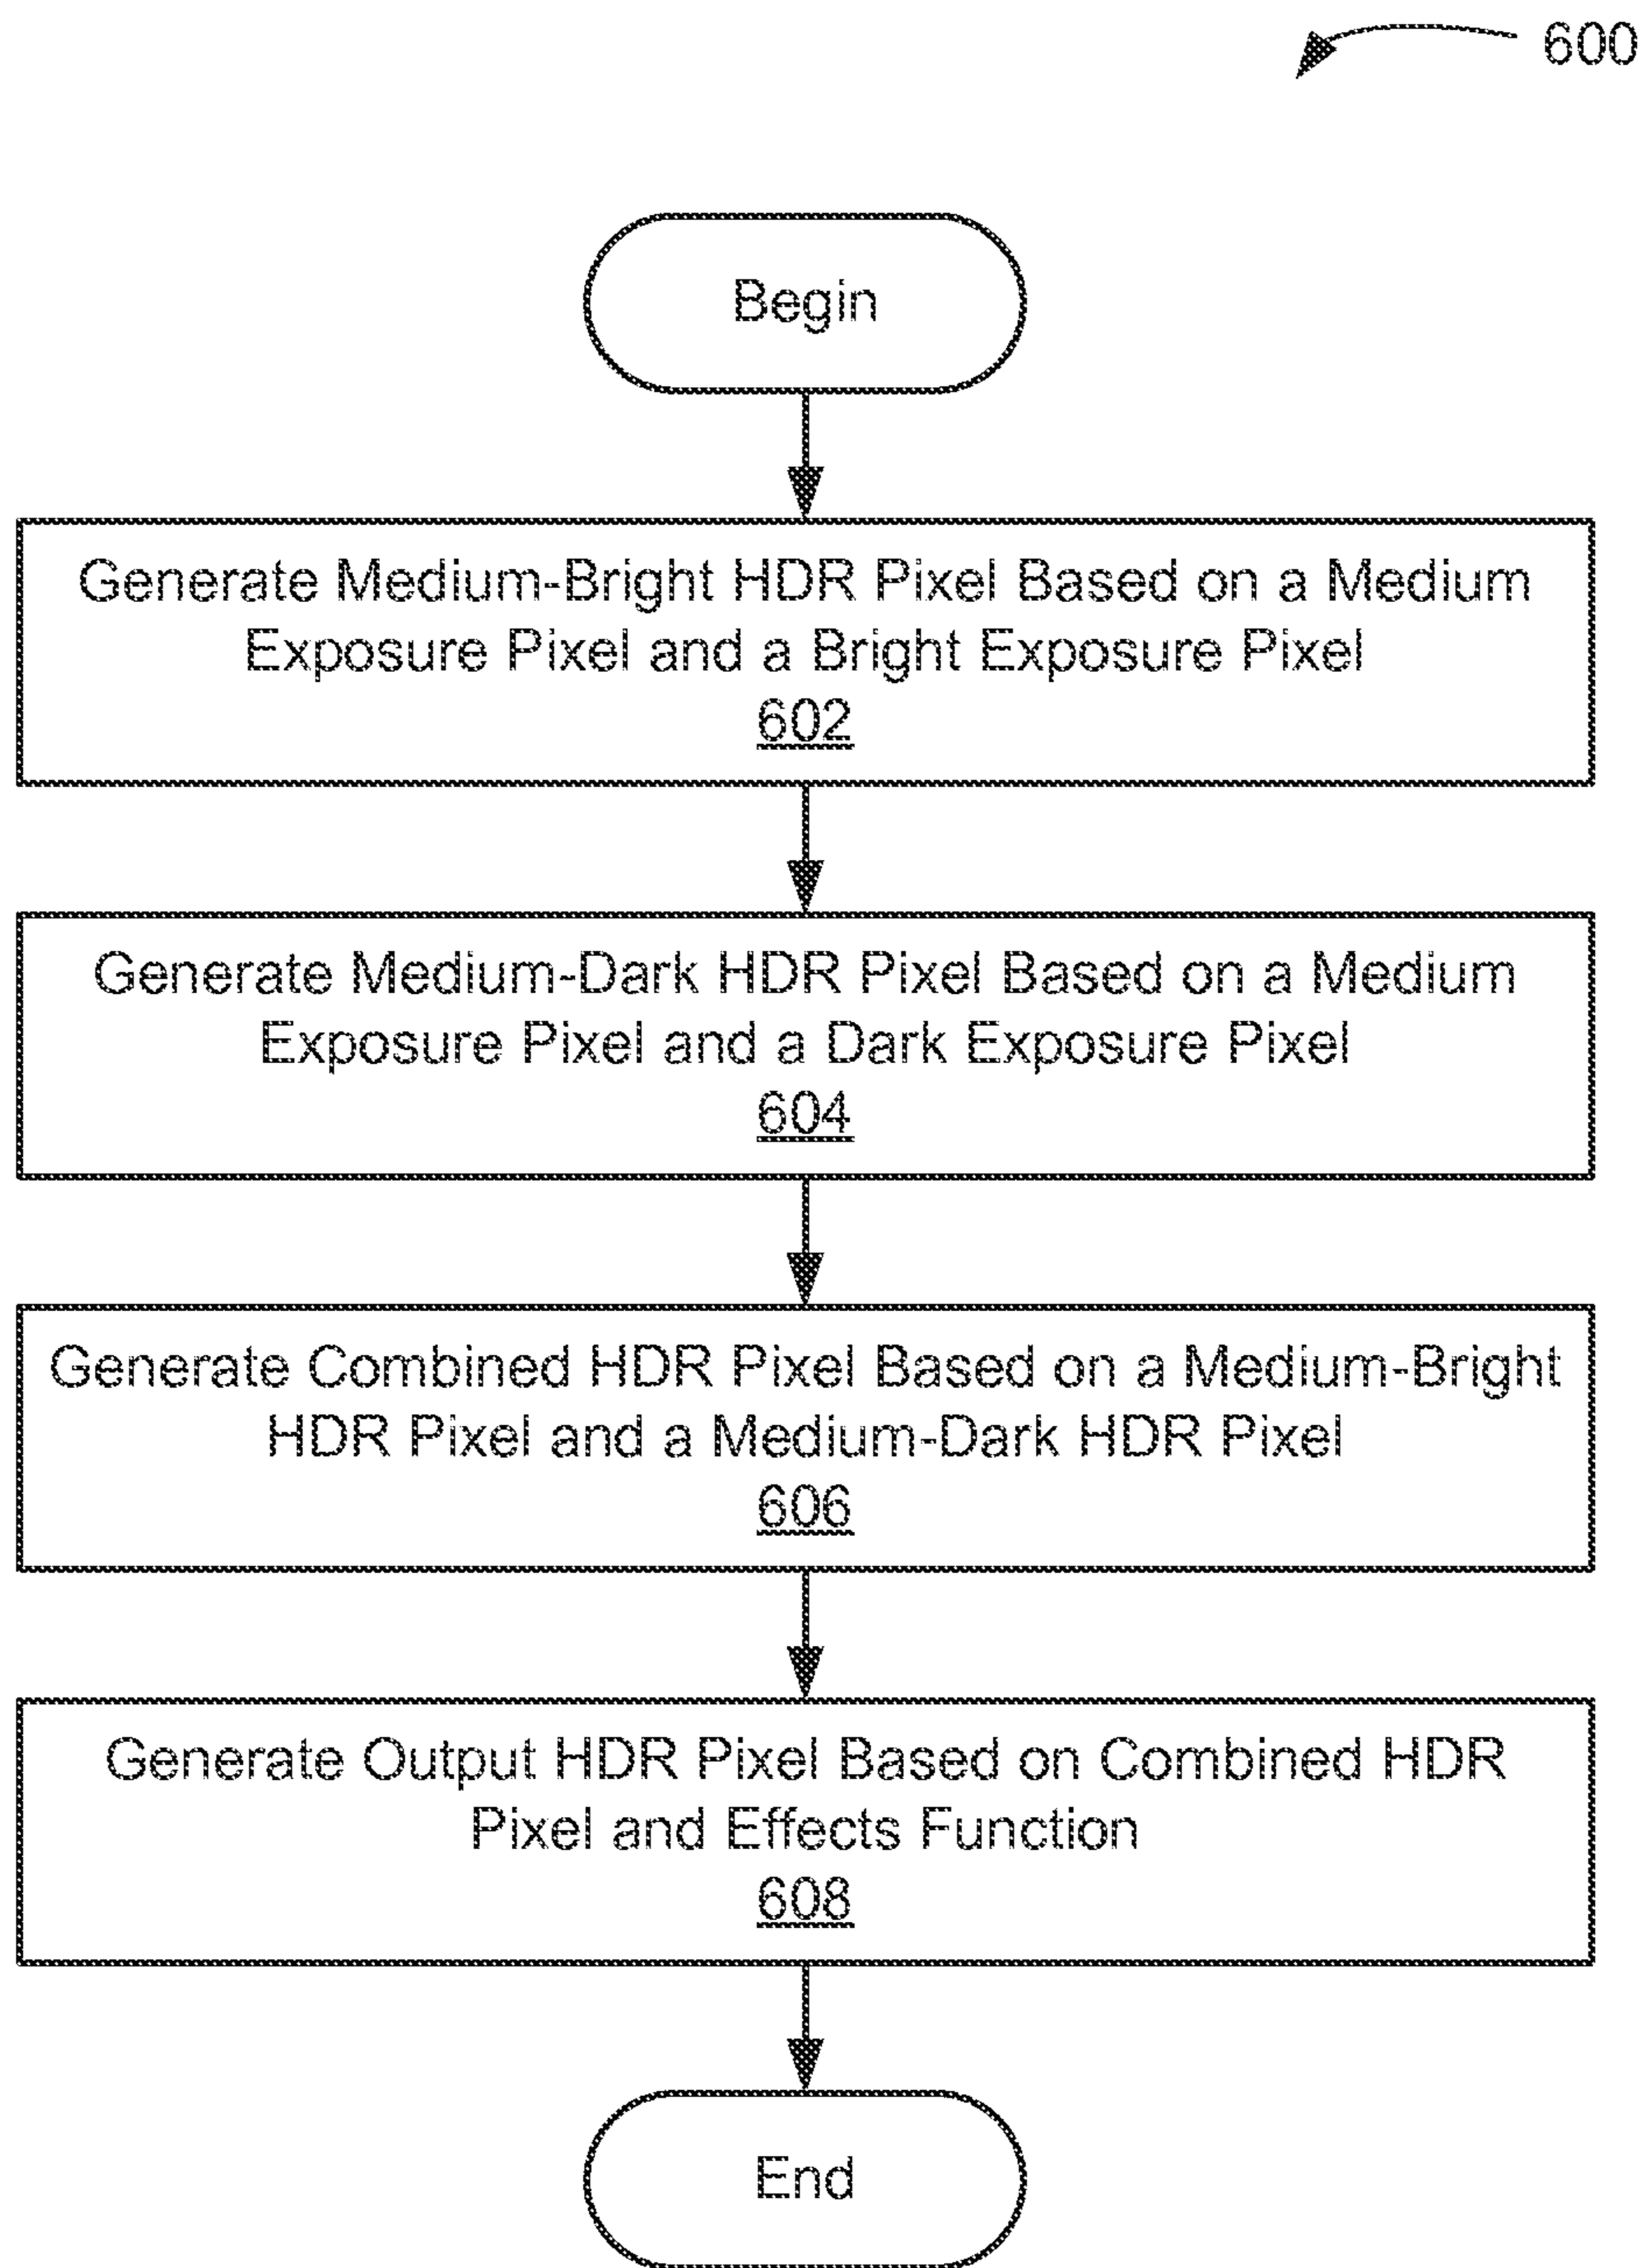 600
Begin
Generate Medium-Bright HDR Pixel Based on a Medium
Exposure Pixel and a Bright Exposure Pixel
602
Generate Medium-Dark HDR Pixel Based on a Medium
Exposure Pixel and a Dark Exposure Pixel
604
Generate Combined HDR Pixel Based on a Medium-Bright
HDR Pixel and a Medium-Dark HDR Pixel
606
Generate Output HDR Pixel Based on Combined HDR
Pixel and Effects Function
608
End